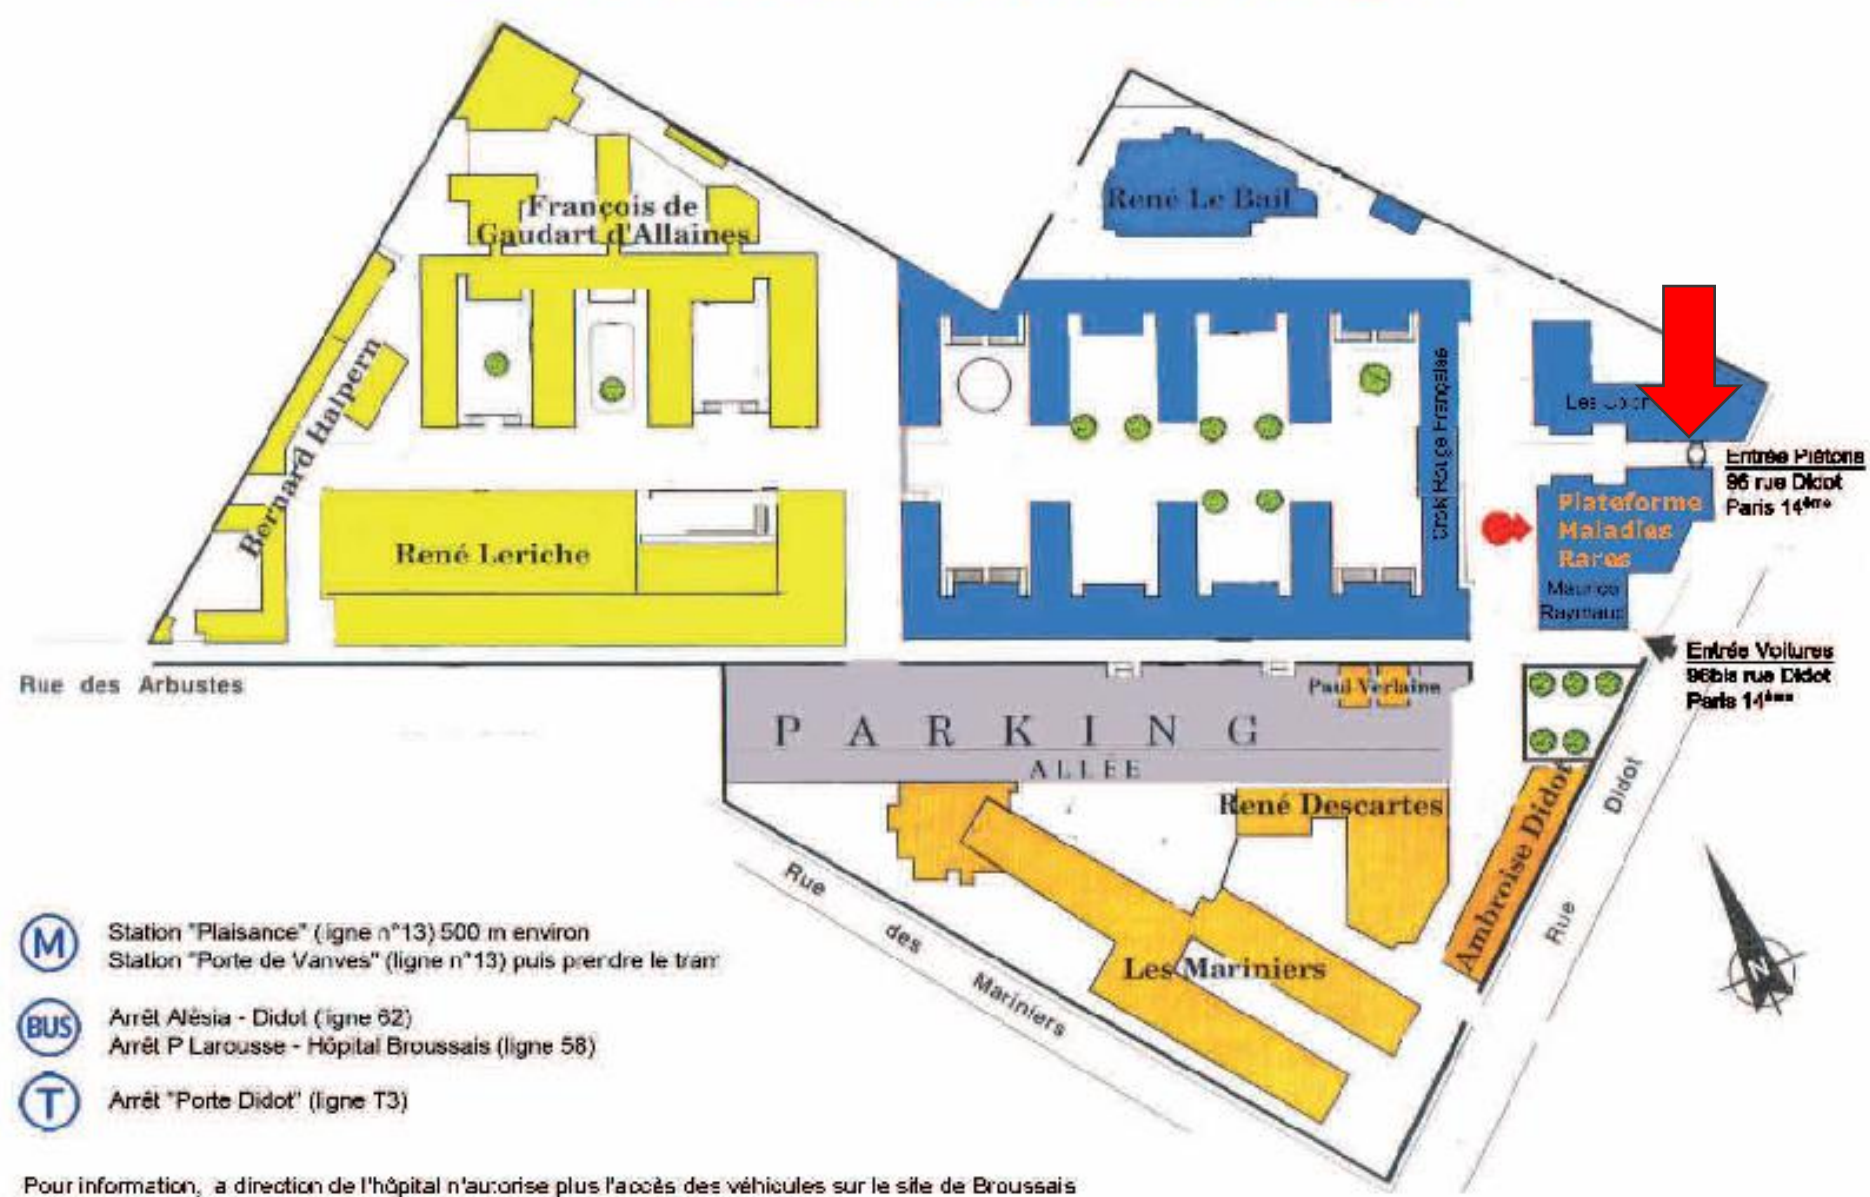 François de
Gaudart d'Allaines
René Le Bail
Bernard Halpern
René Leriche
Croix Rouge Française
Les
Entrée Piétons
96 rue Didot
Paris 14ème
Plateforme
Maladies
Rares
Maurice
Raymaud
Entrée Voitures
96bis rue Didot
Paris 14ème
Rue des Arbustes
Paul Verlaine
PARKING
ALLÉE
René Descartes
Ambroise Didot
Rue Didot
Rue des Mariniers
Les Mariniers
N
M
Station "Plaisance" (ligne n°13) 500 m environ
Station "Porte de Vanves" (ligne n°13) puis prendre le tram
BUS
Arrêt Alésia - Didot (ligne 62)
Arrêt P Larousse - Hôpital Broussais (ligne 58)
T
Arrêt "Porte Didot" (ligne T3)
Pour information, a direction de l'hôpital n'autorise plus l'accès des véhicules sur le site de Broussais